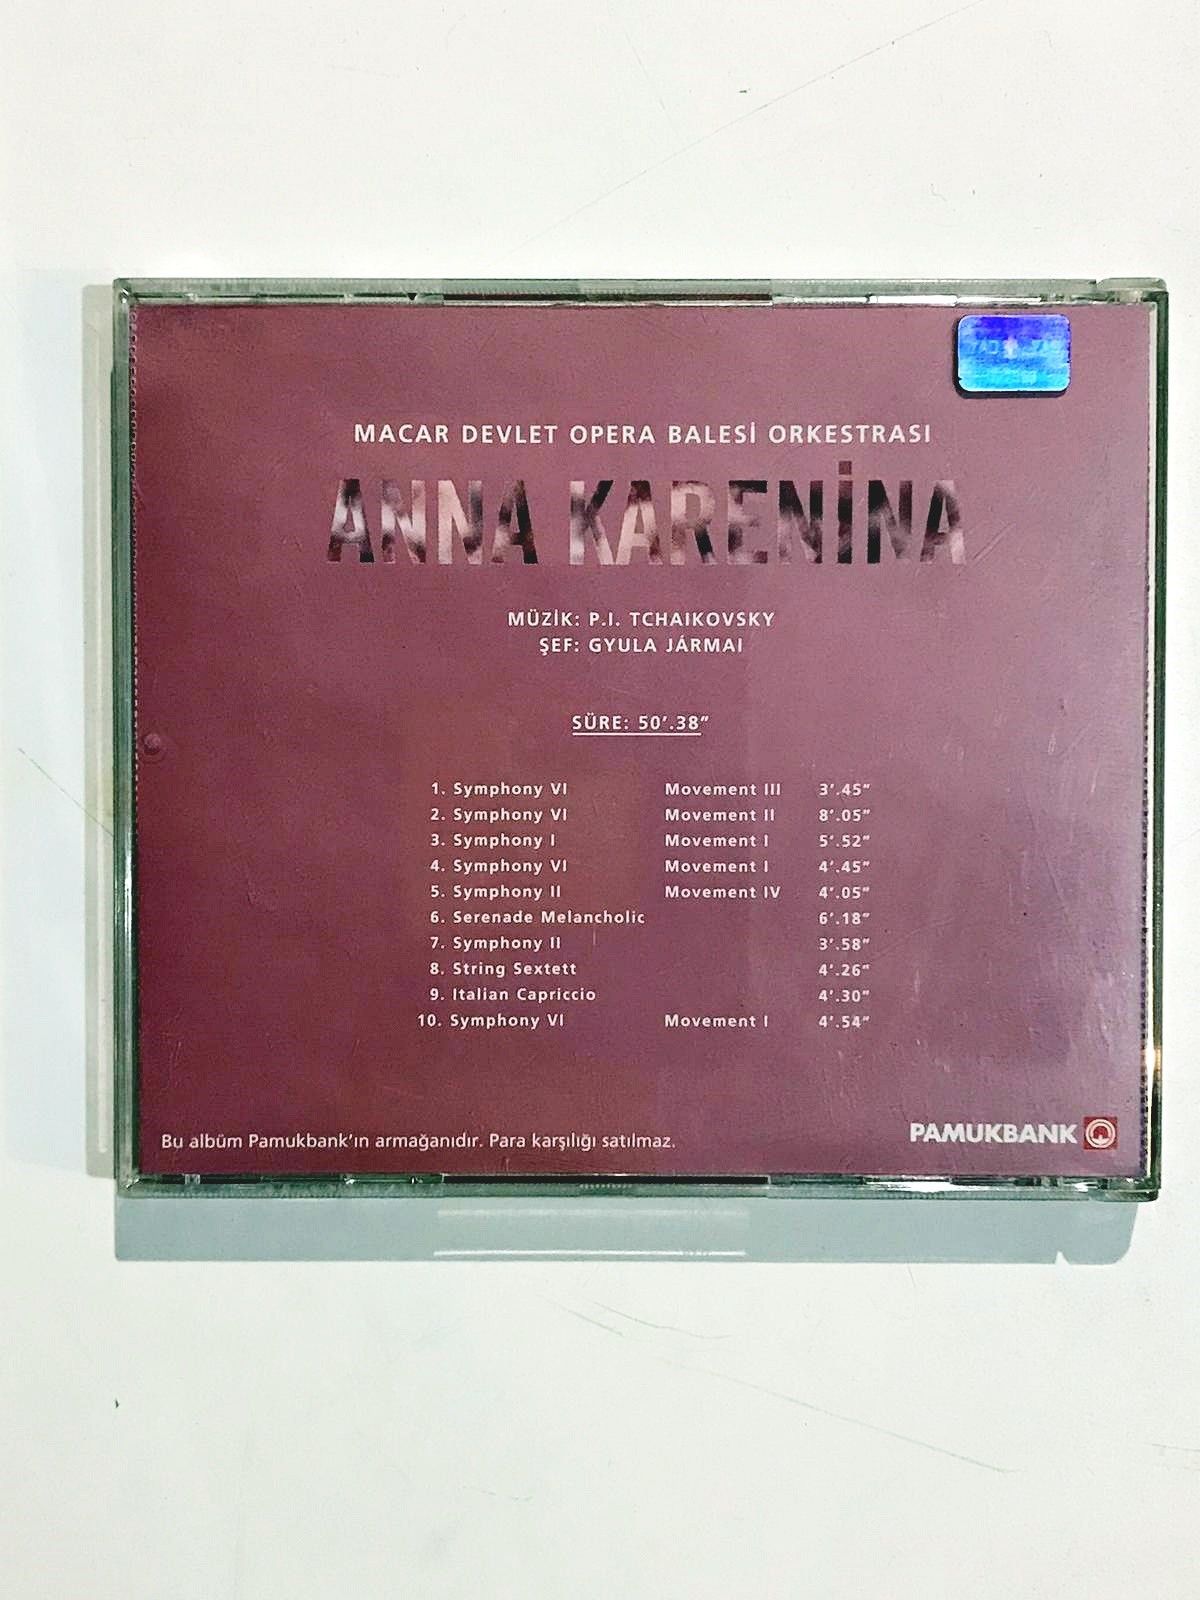 MACAR DEVLET OPERA BALESİ ORKESTRASI
ANNA KARENİNA
MÜZİK: P.I. TCHAIKOVSKY
ŞEF: GYULA JÁRMAI
SÜRE: 50’.38”
1. Symphony VI Movement III 3’.45”
2. Symphony VI Movement II 8’.05”
3. Symphony I Movement I 5’.52”
4. Symphony VI Movement I 4’.45”
5. Symphony II Movement IV 4’.05”
6. Serenade Melancholic 6’.18”
7. Symphony II 3’.58”
8. String Sextett 4’.26”
9. Italian Capriccio 4’.30”
10. Symphony VI Movement I 4’.54”
Bu albüm Pamukbank’ın armağanıdır. Para karşılığı satılmaz.
PAMUKBANK